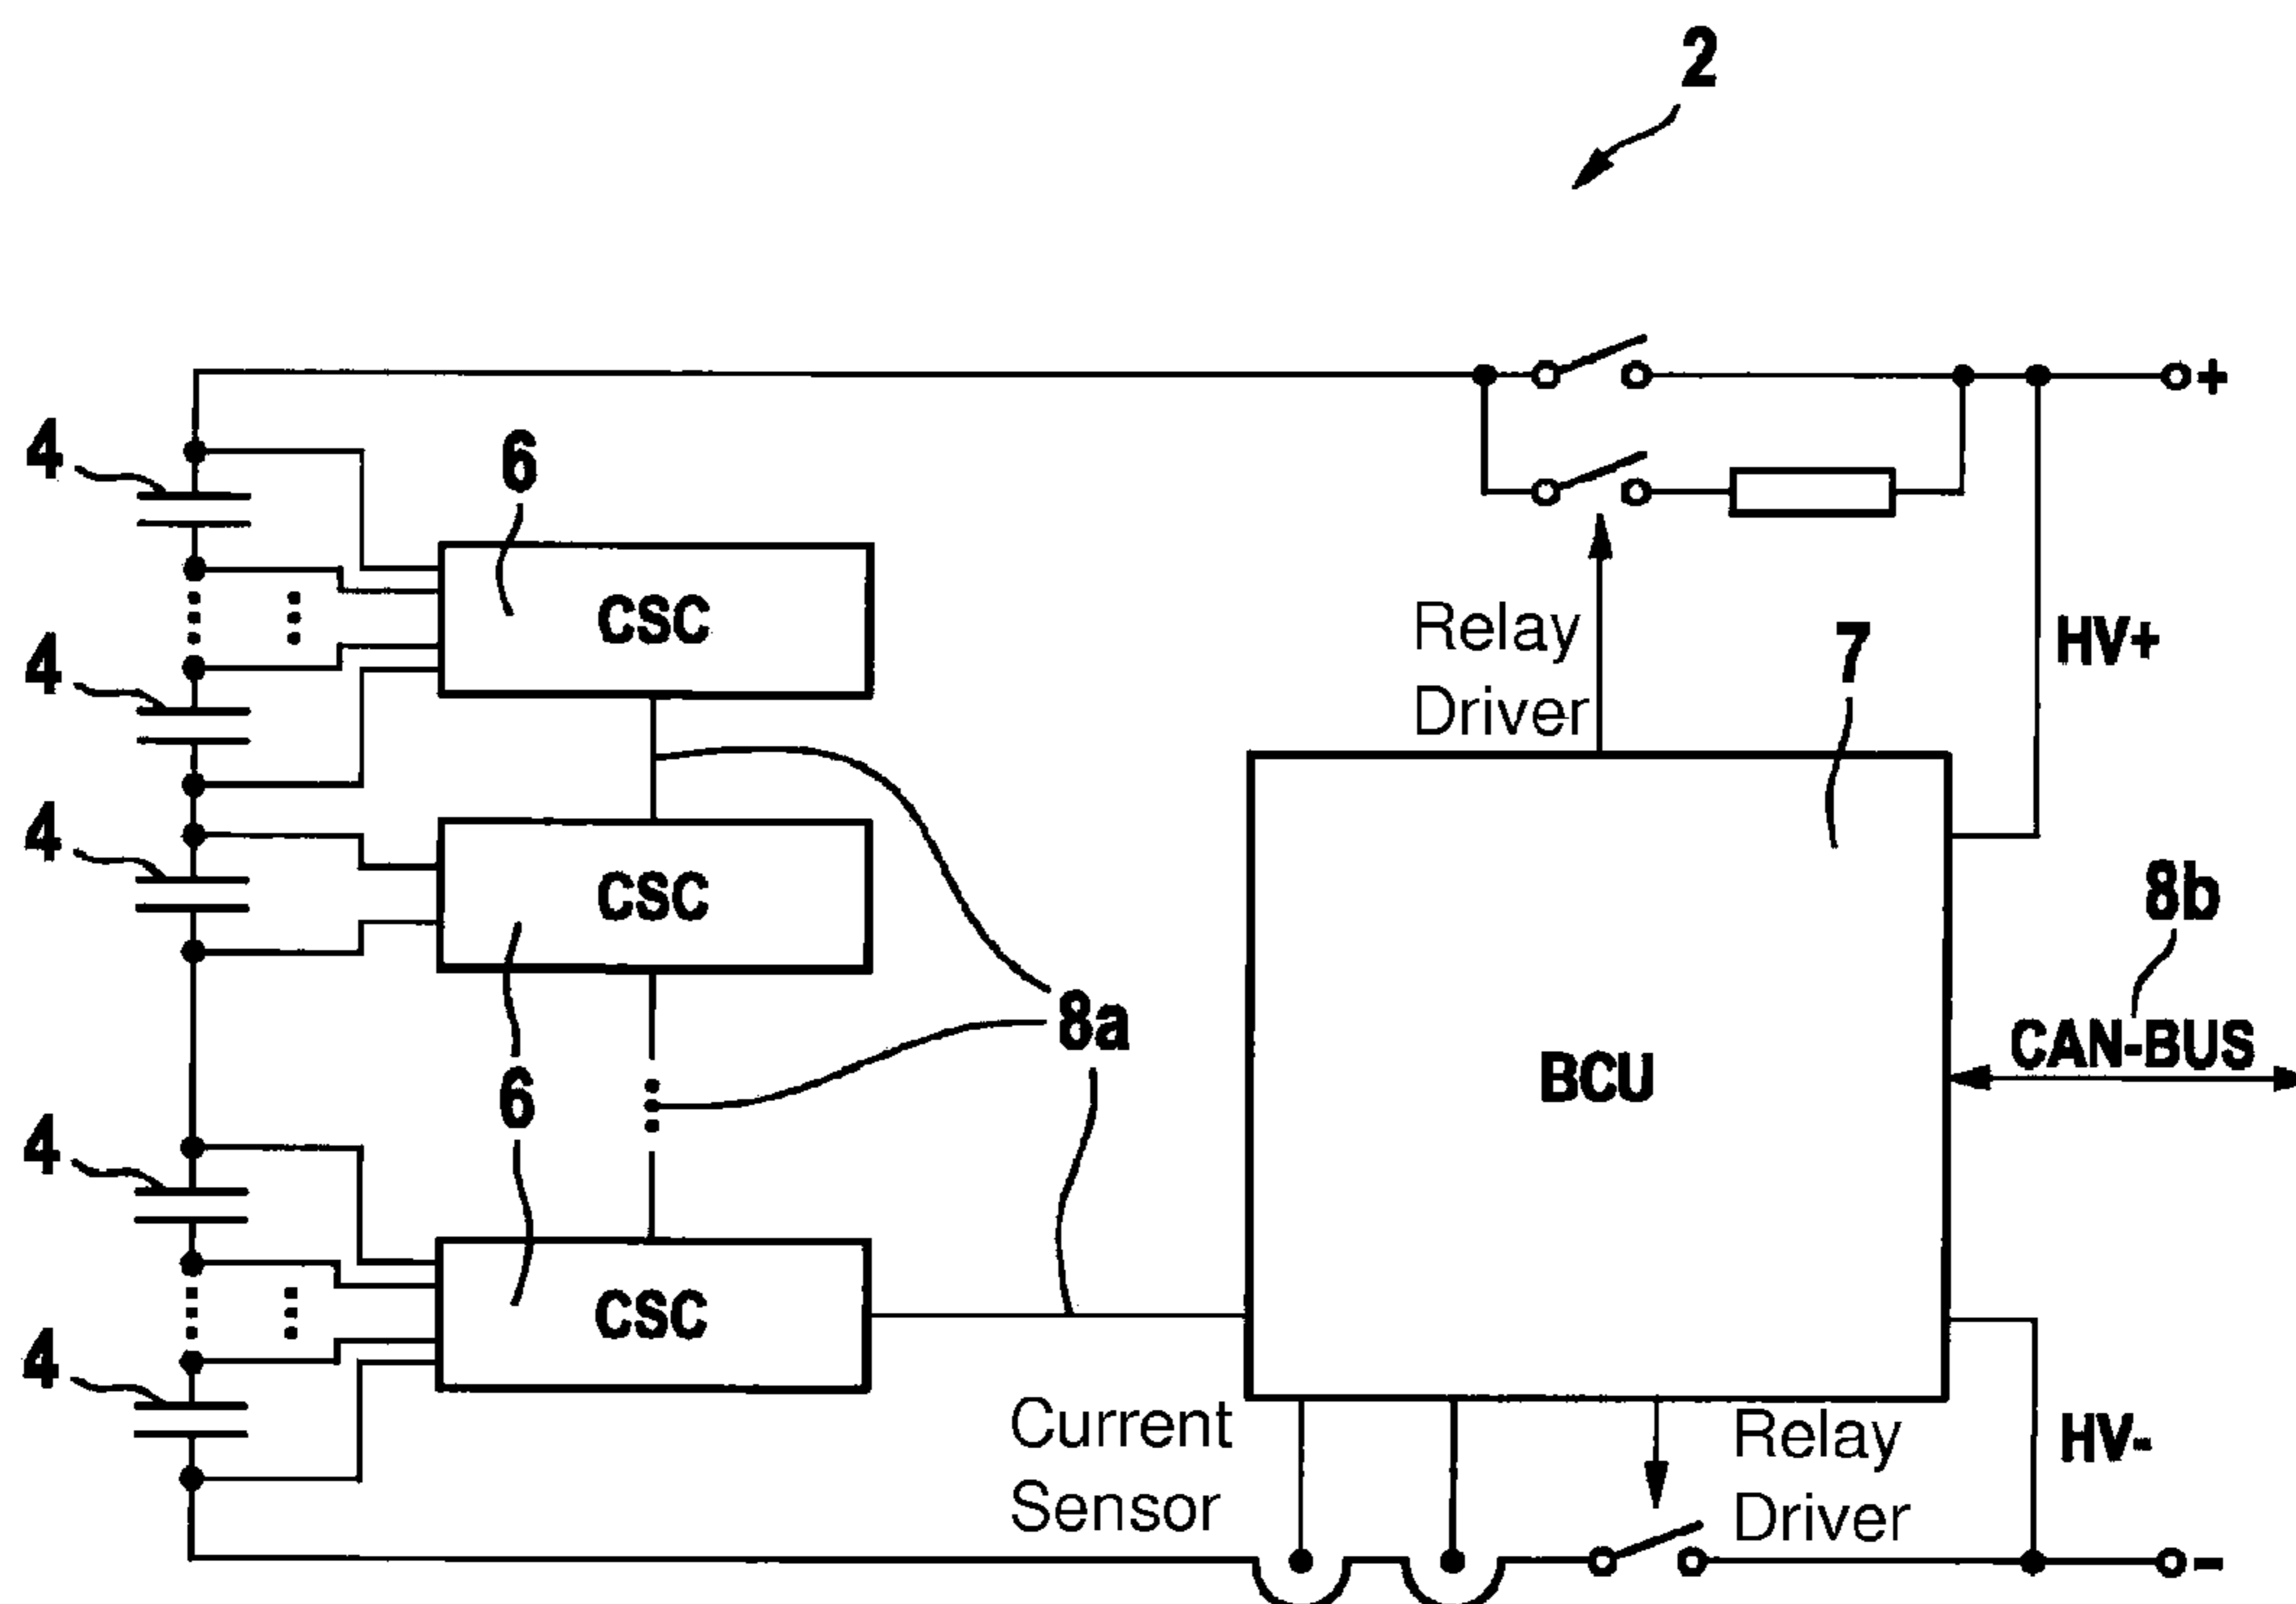 2
+
4
6
CSC
Relay
Driver
HV+
7
4
4
CSC
8b
8a
CAN-BUS
BCU
6
4
CSC
4
Current
Sensor
Relay
Driver
HV-
-